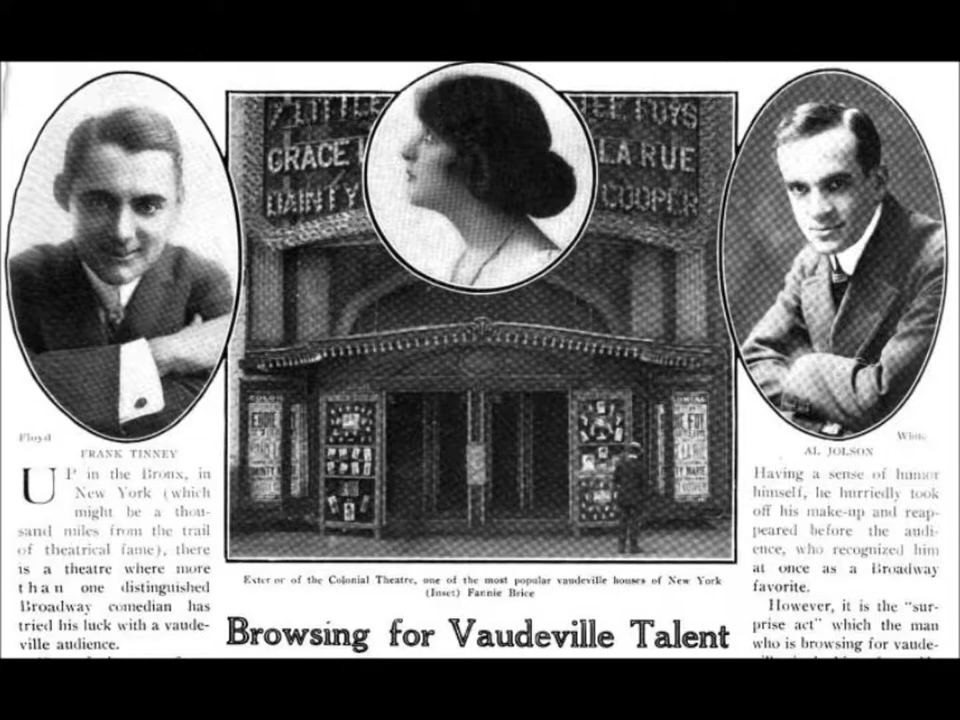 7 LITTLE
EE FOYS
GRACE
LA RUE
DAINTY
COOPER
Floyd
White
FRANK TINNEY
AL JOLSON
UP in the Bronx, in
New York (which
might be a thou-
sand miles from the trail
of theatrical fame), there
is a theatre where more
than one distinguished
Broadway comedian has
tried his luck with a vaude-
ville audience.
EDDIE
Exterior of the Colonial Theatre, one of the most popular vaudeville houses of New York
(Inset) Fannie Brice
Browsing for Vaudeville Talent
Having a sense of humor
himself, he hurriedly took
off his make-up and reap-
peared before the audi-
ence, who recognized him
at once as a Broadway
favorite.
However, it is the "sur-
prise act" which the man
who is browsing for vaude-